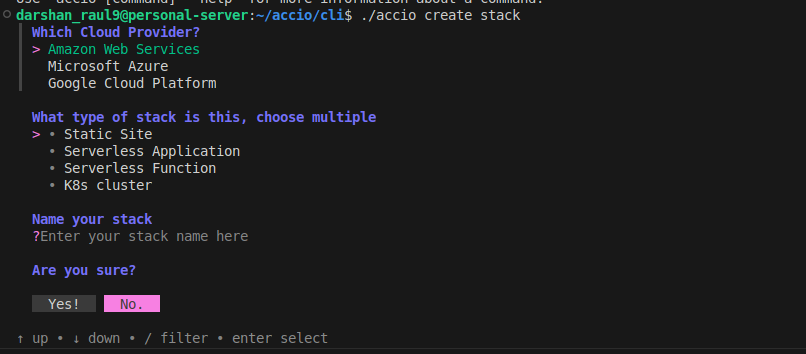 Use "accio [command] --help" for more information about a command.
darshan_raul9@personal-server:~/accio/cli$ ./accio create stack
Which Cloud Provider?
> Amazon Web Services
Microsoft Azure
Google Cloud Platform
What type of stack is this, choose multiple
> • Static Site
• Serverless Application
• Serverless Function
• K8s cluster
Name your stack
?Enter your stack name here
Are you sure?
Yes! No.
↑ up • ↓ down • / filter • enter select